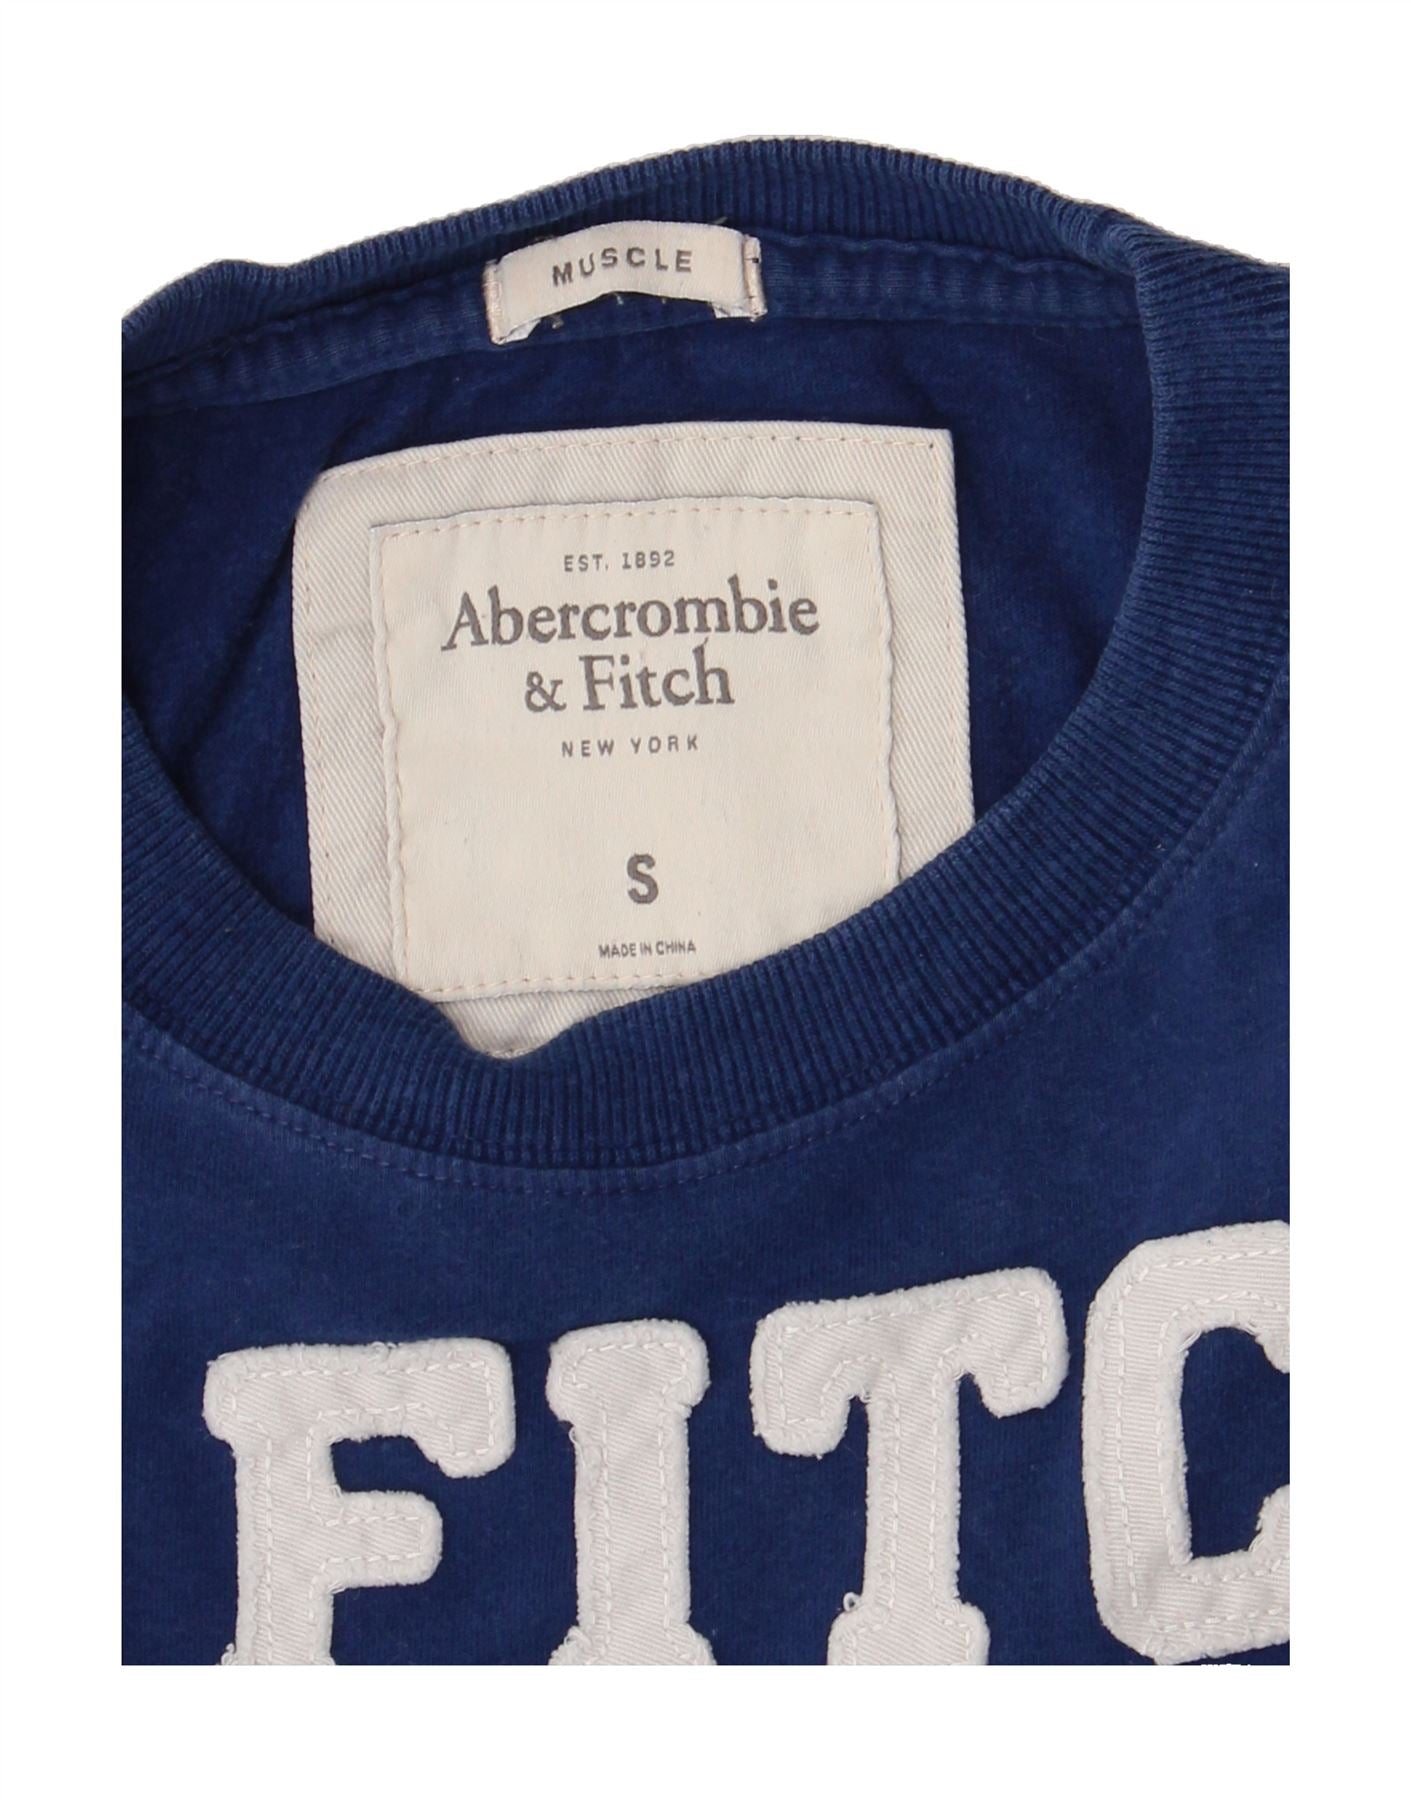 MUSCLE
EST. 1892
Abercrombie
& Fitch
NEW YORK
S
MADE IN CHINA
FITC